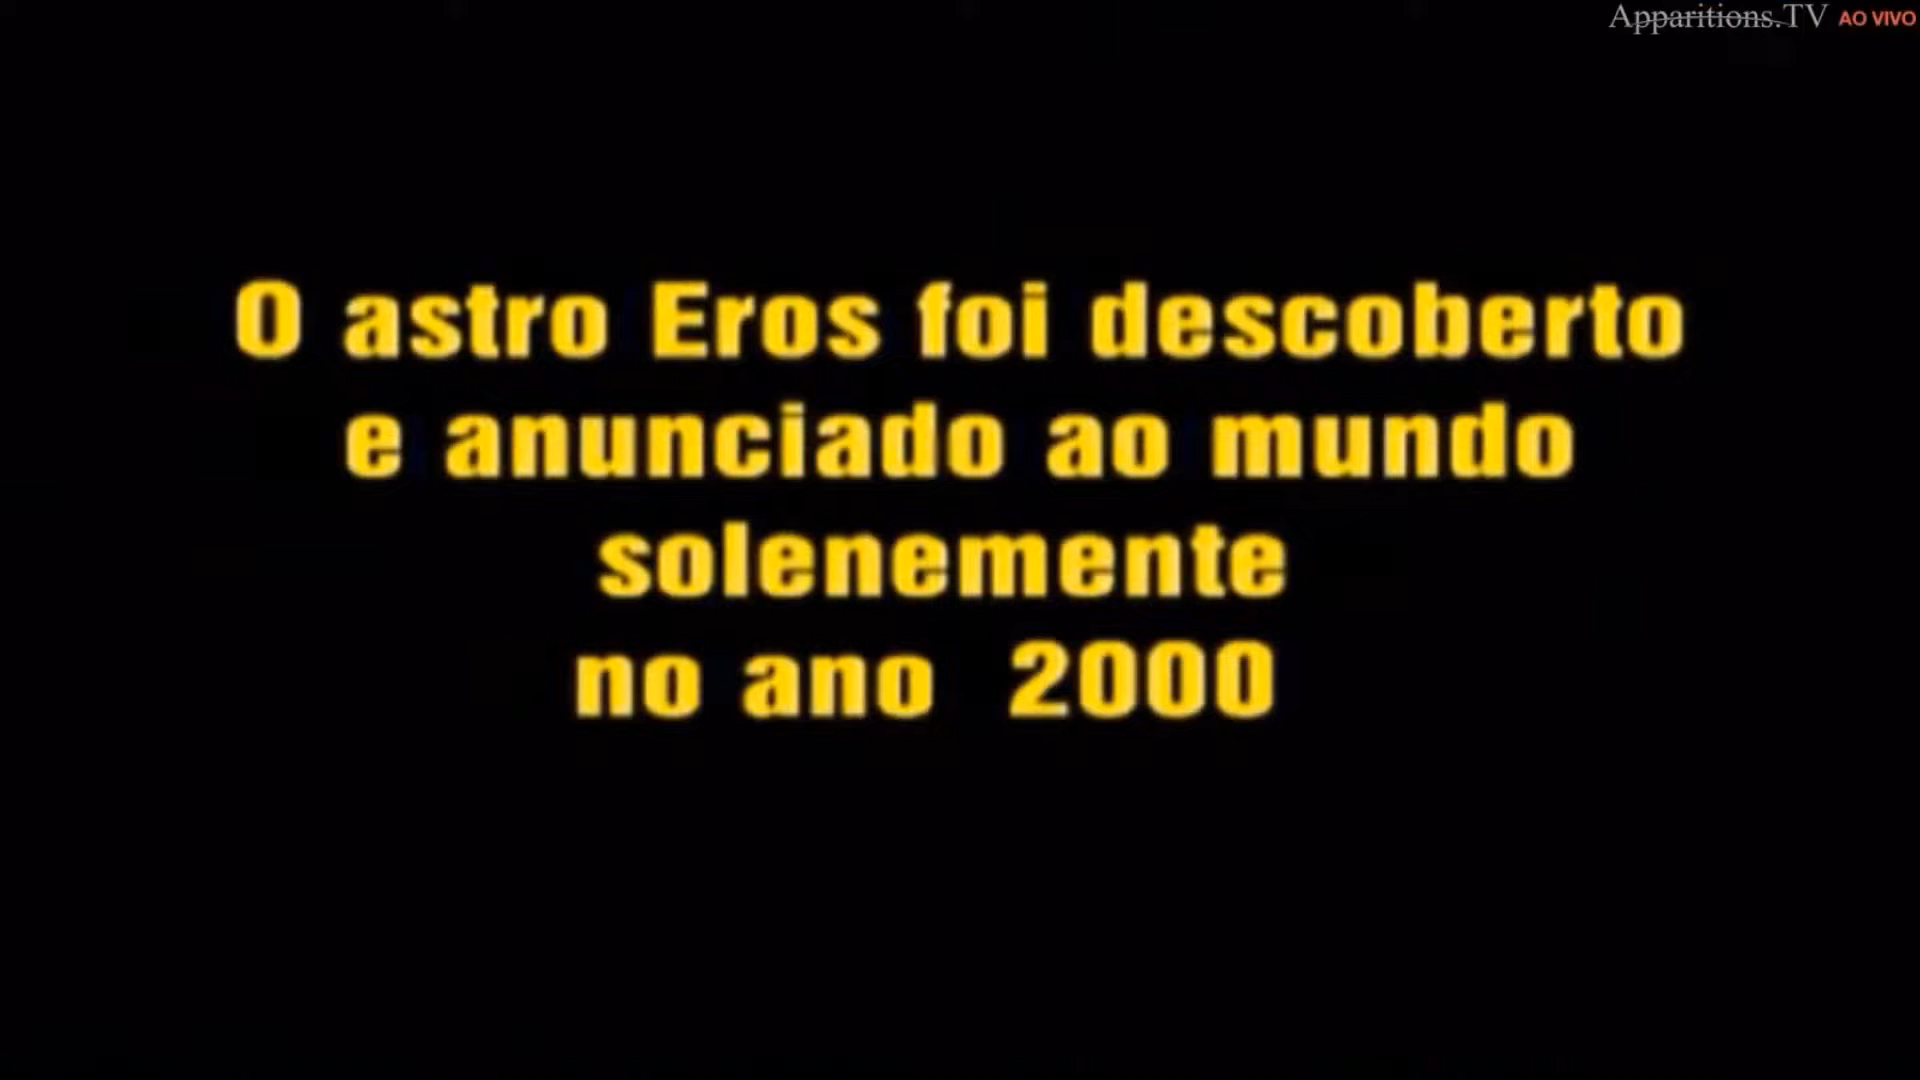 Apparitions.TV AO VIVO
O astro Eros foi descoberto
e anunciado ao mundo
solenemente
no ano 2000